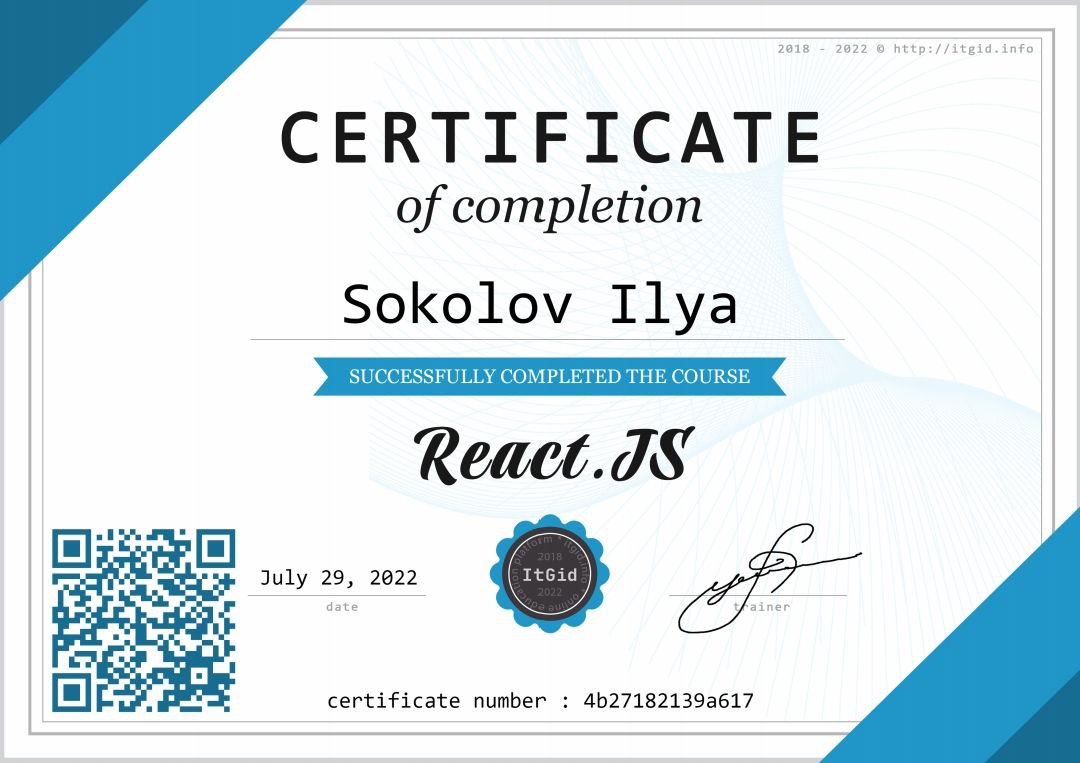 2018 - 2022 © http://itgid.info
CERTIFICATE
of completion
Sokolov Ilya
SUCCESSFULLY COMPLETED THE COURSE
React.JS
July 29, 2022
date
platform * itgid.info * online education
2018
ItGid
2022
trainer
certificate number : 4b27182139a617